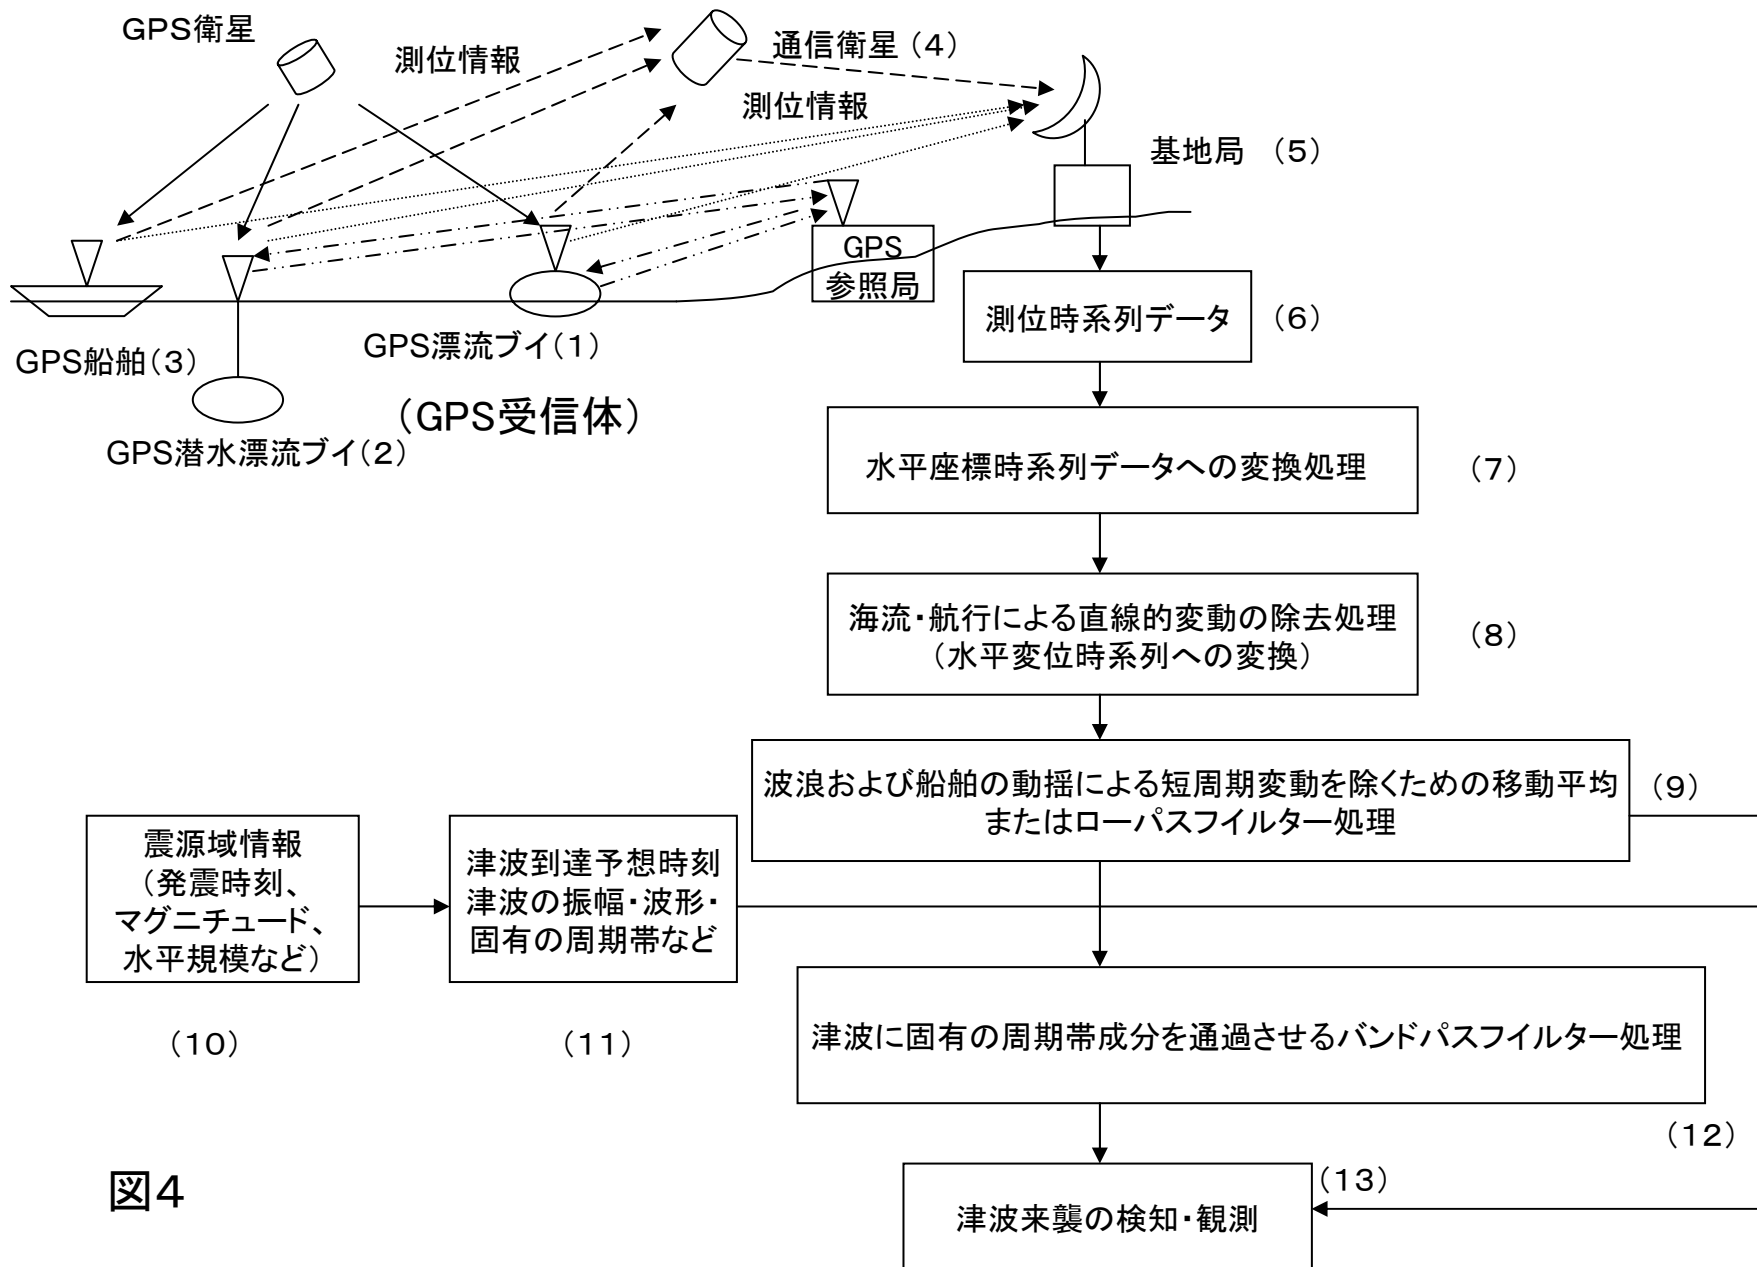 GPS衛星
測位情報
通信衛星(4)
測位情報
基地局 (5)
GPS
参照局
GPS船舶(3)
GPS漂流ブイ(1)
(GPS受信体)
GPS潜水漂流ブイ(2)
測位時系列データ
(6)
水平座標時系列データへの変換処理
(7)
海流・航行による直線的変動の除去処理
(水平変位時系列への変換)
(8)
波浪および船舶の動揺による短周期変動を除くための移動平均
またはローパスフイルター処理
(9)
震源域情報
(発震時刻、
マグニチュード、
水平規模など)
(10)
津波到達予想時刻
津波の振幅・波形・
固有の周期帯など
(11)
津波に固有の周期帯成分を通過させるバンドパスフイルター処理
(12)
津波来襲の検知・観測
(13)
図4